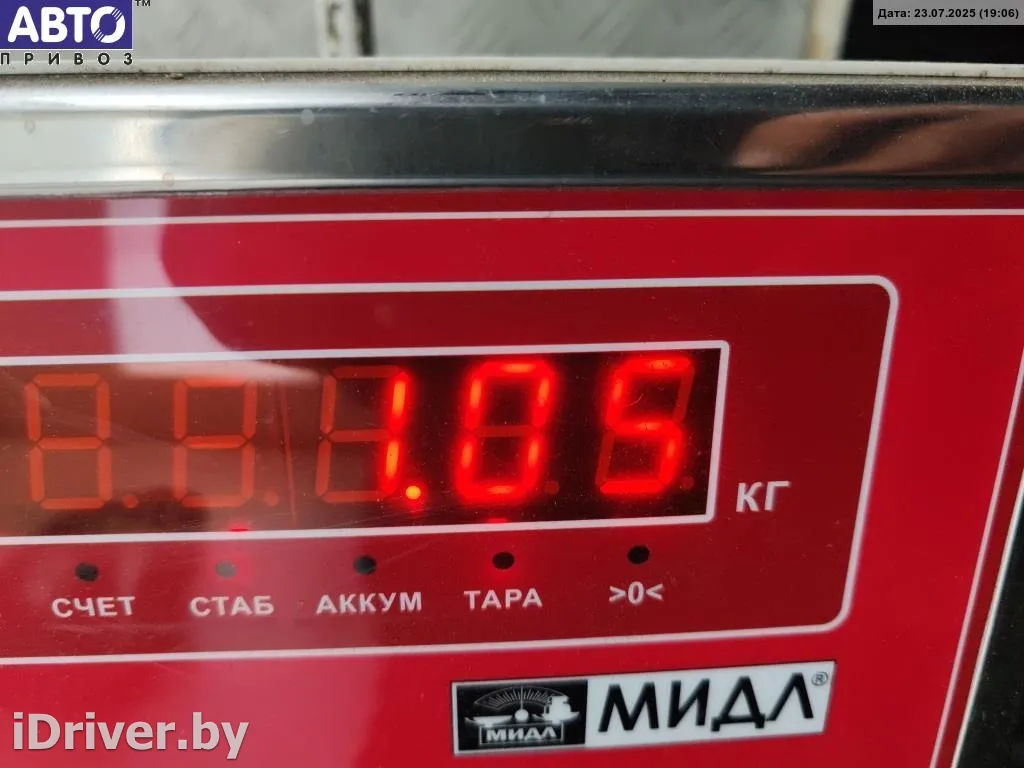 АВТО™
ПРИВОЗ
Дата: 23.07.2025 (19:06)
1.05
КГ
СЧЕТ СТАБ АККУМ ТАРА >0<
МИДЛ МИДЛ®
iDriver.by